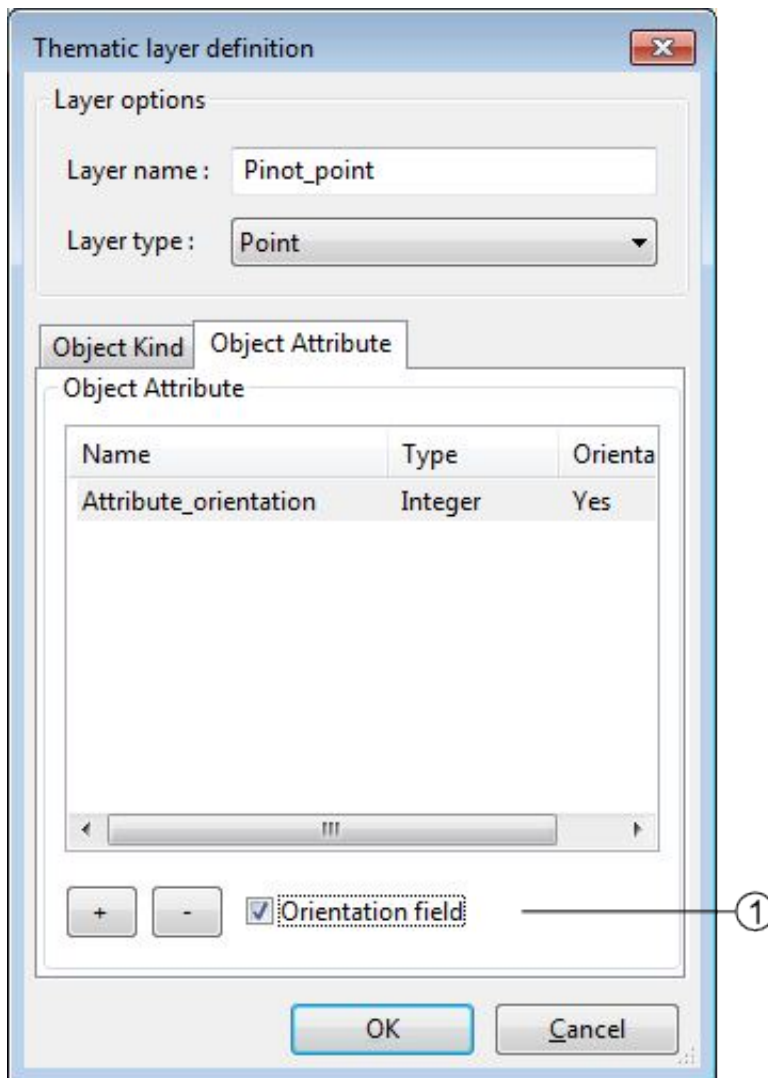 Thematic layer definition
Layer options
Layer name : Pinot_point
Layer type : Point
Object Kind Object Attribute
Object Attribute
Name Type Orienta
Attribute_orientation Integer Yes
+ - Orientation field 1
OK Cancel